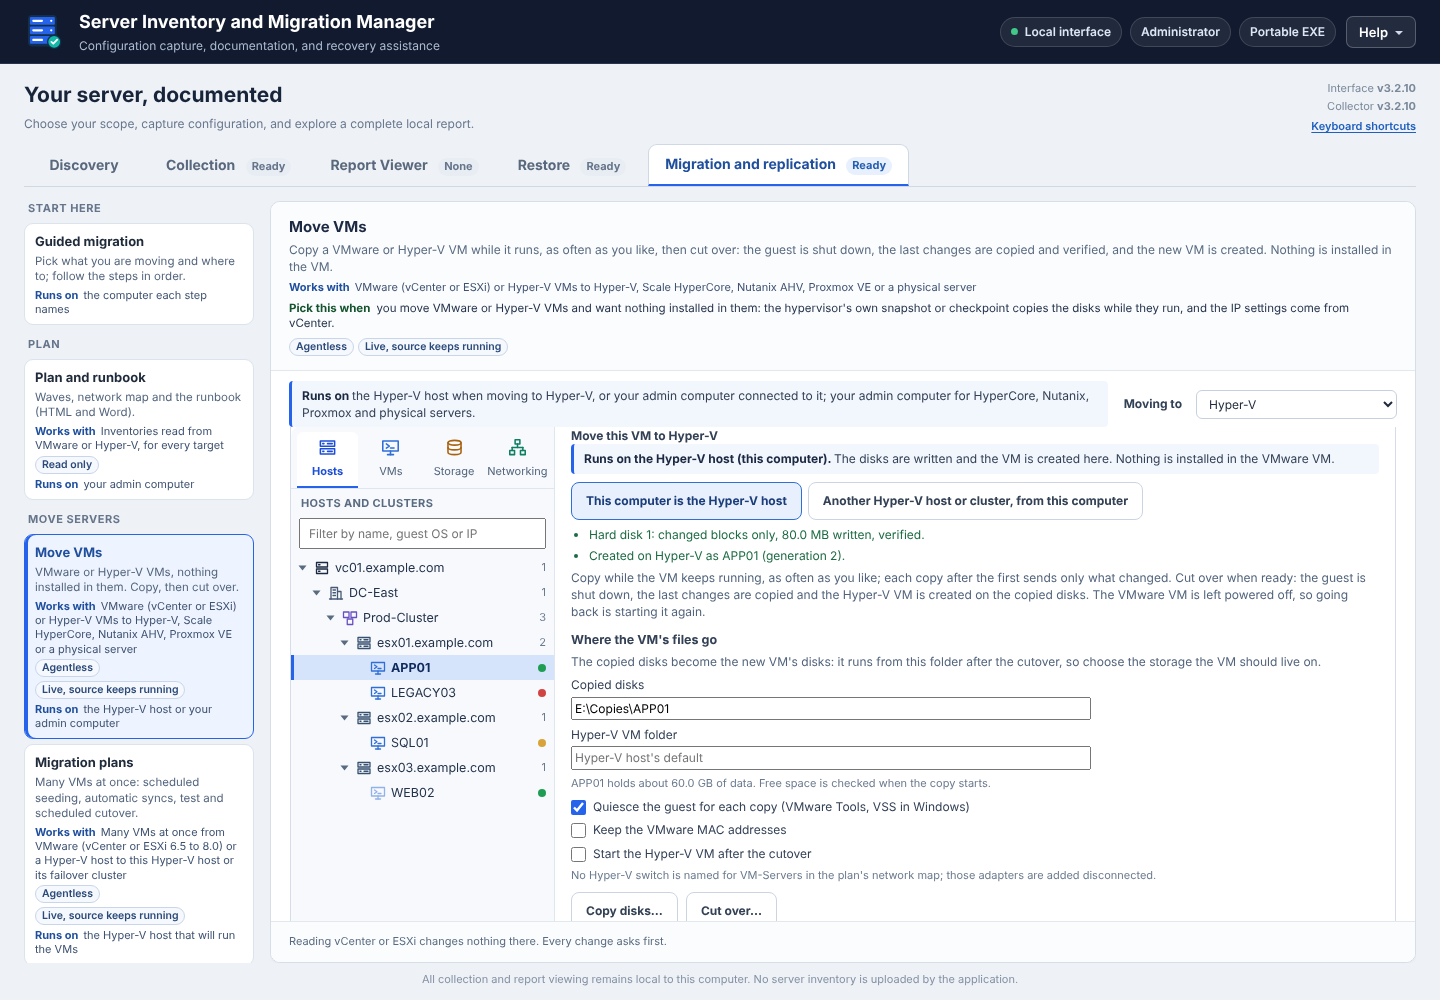 Server Inventory and Migration Manager
Configuration capture, documentation, and recovery assistance
Local interface
Administrator
Portable EXE
Help
Your server, documented
Choose your scope, capture configuration, and explore a complete local report.
Interface v3.2.10
Collector v3.2.10
Keyboard shortcuts
Discovery
Collection Ready
Report Viewer None
Restore Ready
Migration and replication Ready
START HERE
Guided migration
Pick what you are moving and where
to; follow the steps in order.
Runs on the computer each step
names
PLAN
Plan and runbook
Waves, network map and the runbook
(HTML and Word).
Works with Inventories read from
VMware or Hyper-V, for every target
Read only
Runs on your admin computer
MOVE SERVERS
Move VMs
VMware or Hyper-V VMs, nothing
installed in them. Copy, then cut over.
Works with VMware (vCenter or ESXi)
or Hyper-V VMs to Hyper-V, Scale
HyperCore, Nutanix AHV, Proxmox VE
or a physical server
Agentless
Live, source keeps running
Runs on the Hyper-V host or your
admin computer
Migration plans
Many VMs at once: scheduled
seeding, automatic syncs, test and
scheduled cutover.
Works with Many VMs at once from
VMware (vCenter or ESXi 6.5 to 8.0) or
a Hyper-V host to this Hyper-V host or
its failover cluster
Agentless
Live, source keeps running
Runs on the Hyper-V host that will run
the VMs
Move VMs
Copy a VMware or Hyper-V VM while it runs, as often as you like, then cut over: the guest is shut down, the last changes are copied and verified, and the new VM is created. Nothing is installed in
the VM.
Works with VMware (vCenter or ESXi) or Hyper-V VMs to Hyper-V, Scale HyperCore, Nutanix AHV, Proxmox VE or a physical server
Pick this when you move VMware or Hyper-V VMs and want nothing installed in them: the hypervisor's own snapshot or checkpoint copies the disks while they run, and the IP settings come from
vCenter.
Agentless
Live, source keeps running
Runs on the Hyper-V host when moving to Hyper-V, or your admin computer connected to it; your admin computer for HyperCore, Nutanix,
Proxmox and physical servers.
Moving to
Hyper-V
Hosts
VMs
Storage
Networking
HOSTS AND CLUSTERS
Filter by name, guest OS or IP
vc01.example.com 1
DC-East 1
Prod-Cluster 3
esx01.example.com 2
APP01
LEGACY03
esx02.example.com 1
SQL01
esx03.example.com 1
WEB02
Move this VM to Hyper-V
Runs on the Hyper-V host (this computer). The disks are written and the VM is created here. Nothing is installed in the VMware VM.
This computer is the Hyper-V host
Another Hyper-V host or cluster, from this computer
Hard disk 1: changed blocks only, 80.0 MB written, verified.
Created on Hyper-V as APP01 (generation 2).
Copy while the VM keeps running, as often as you like; each copy after the first sends only what changed. Cut over when ready: the guest is
shut down, the last changes are copied and the Hyper-V VM is created on the copied disks. The VMware VM is left powered off, so going
back is starting it again.
Where the VM's files go
The copied disks become the new VM's disks: it runs from this folder after the cutover, so choose the storage the VM should live on.
Copied disks
E:\Copies\APP01
Hyper-V VM folder
Hyper-V host's default
APP01 holds about 60.0 GB of data. Free space is checked when the copy starts.
Quiesce the guest for each copy (VMware Tools, VSS in Windows)
Keep the VMware MAC addresses
Start the Hyper-V VM after the cutover
No Hyper-V switch is named for VM-Servers in the plan's network map; those adapters are added disconnected.
Copy disks...
Cut over...
Reading vCenter or ESXi changes nothing there. Every change asks first.
All collection and report viewing remains local to this computer. No server inventory is uploaded by the application.